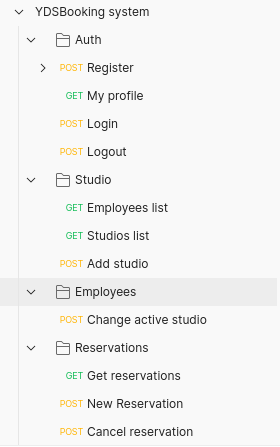 YDSBooking system
Auth
POST Register
GET My profile
POST Login
POST Logout
Studio
GET Employees list
GET Studios list
POST Add studio
Employees
POST Change active studio
Reservations
GET Get reservations
POST New Reservation
POST Cancel reservation